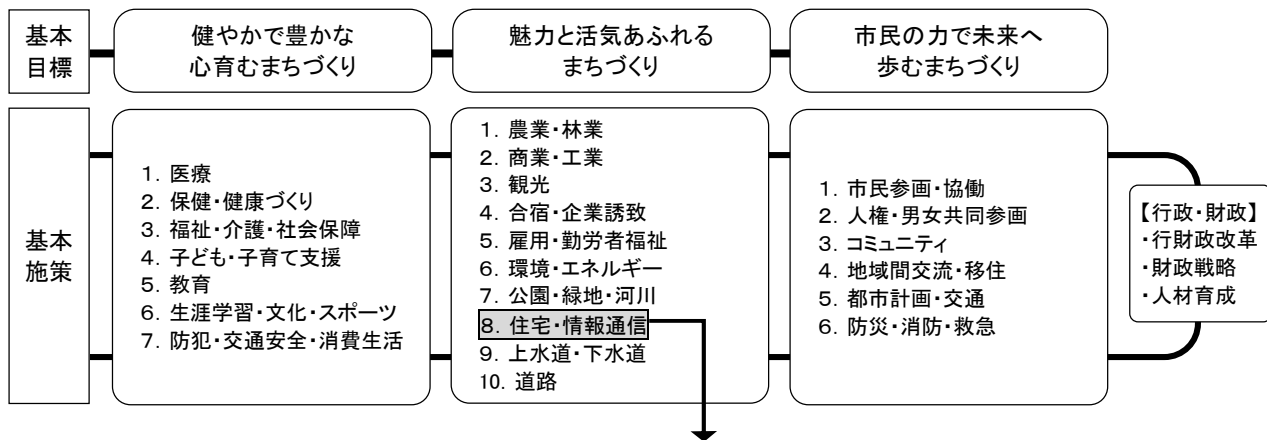 基本
目標
健やかで豊かな
心育むまちづくり
魅力と活気あふれる
まちづくり
市民の力で未来へ
歩むまちづくり
基本
施策
1. 医療
2. 保健・健康づくり
3. 福祉・介護・社会保障
4. 子ども・子育て支援
5. 教育
6. 生涯学習・文化・スポーツ
7. 防犯・交通安全・消費生活
1. 農業・林業
2. 商業・工業
3. 観光
4. 合宿・企業誘致
5. 雇用・勤労者福祉
6. 環境・エネルギー
7. 公園・緑地・河川
8. 住宅・情報通信
9. 上水道・下水道
10. 道路
1. 市民参画・協働
2. 人権・男女共同参画
3. コミュニティ
4. 地域間交流・移住
5. 都市計画・交通
6. 防災・消防・救急
【行政・財政】
・行財政改革
・財政戦略
・人材育成